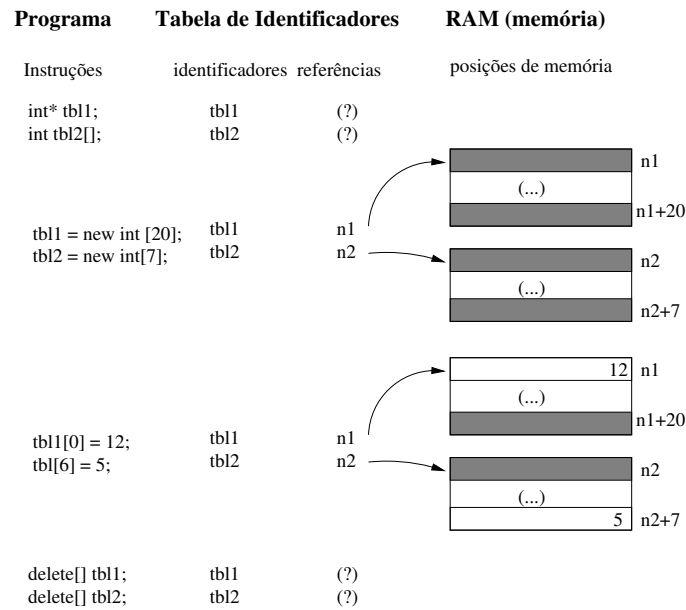 Programa Tabela de Identificadores RAM (memória)
Instruções identificadores referências posições de memória
int* tbl1; tbl1 (?)
int tbl2[]; tbl2 (?)
n1
(...)
n1+20
tbl1 = new int [20]; tbl1 n1
tbl2 = new int[7]; tbl2 n2
n2
(...)
n2+7
12 n1
(...)
n1+20
tbl1[0] = 12; tbl1 n1
tbl[6] = 5; tbl2 n2
n2
(...)
5 n2+7
delete[] tbl1; tbl1 (?)
delete[] tbl2; tbl2 (?)